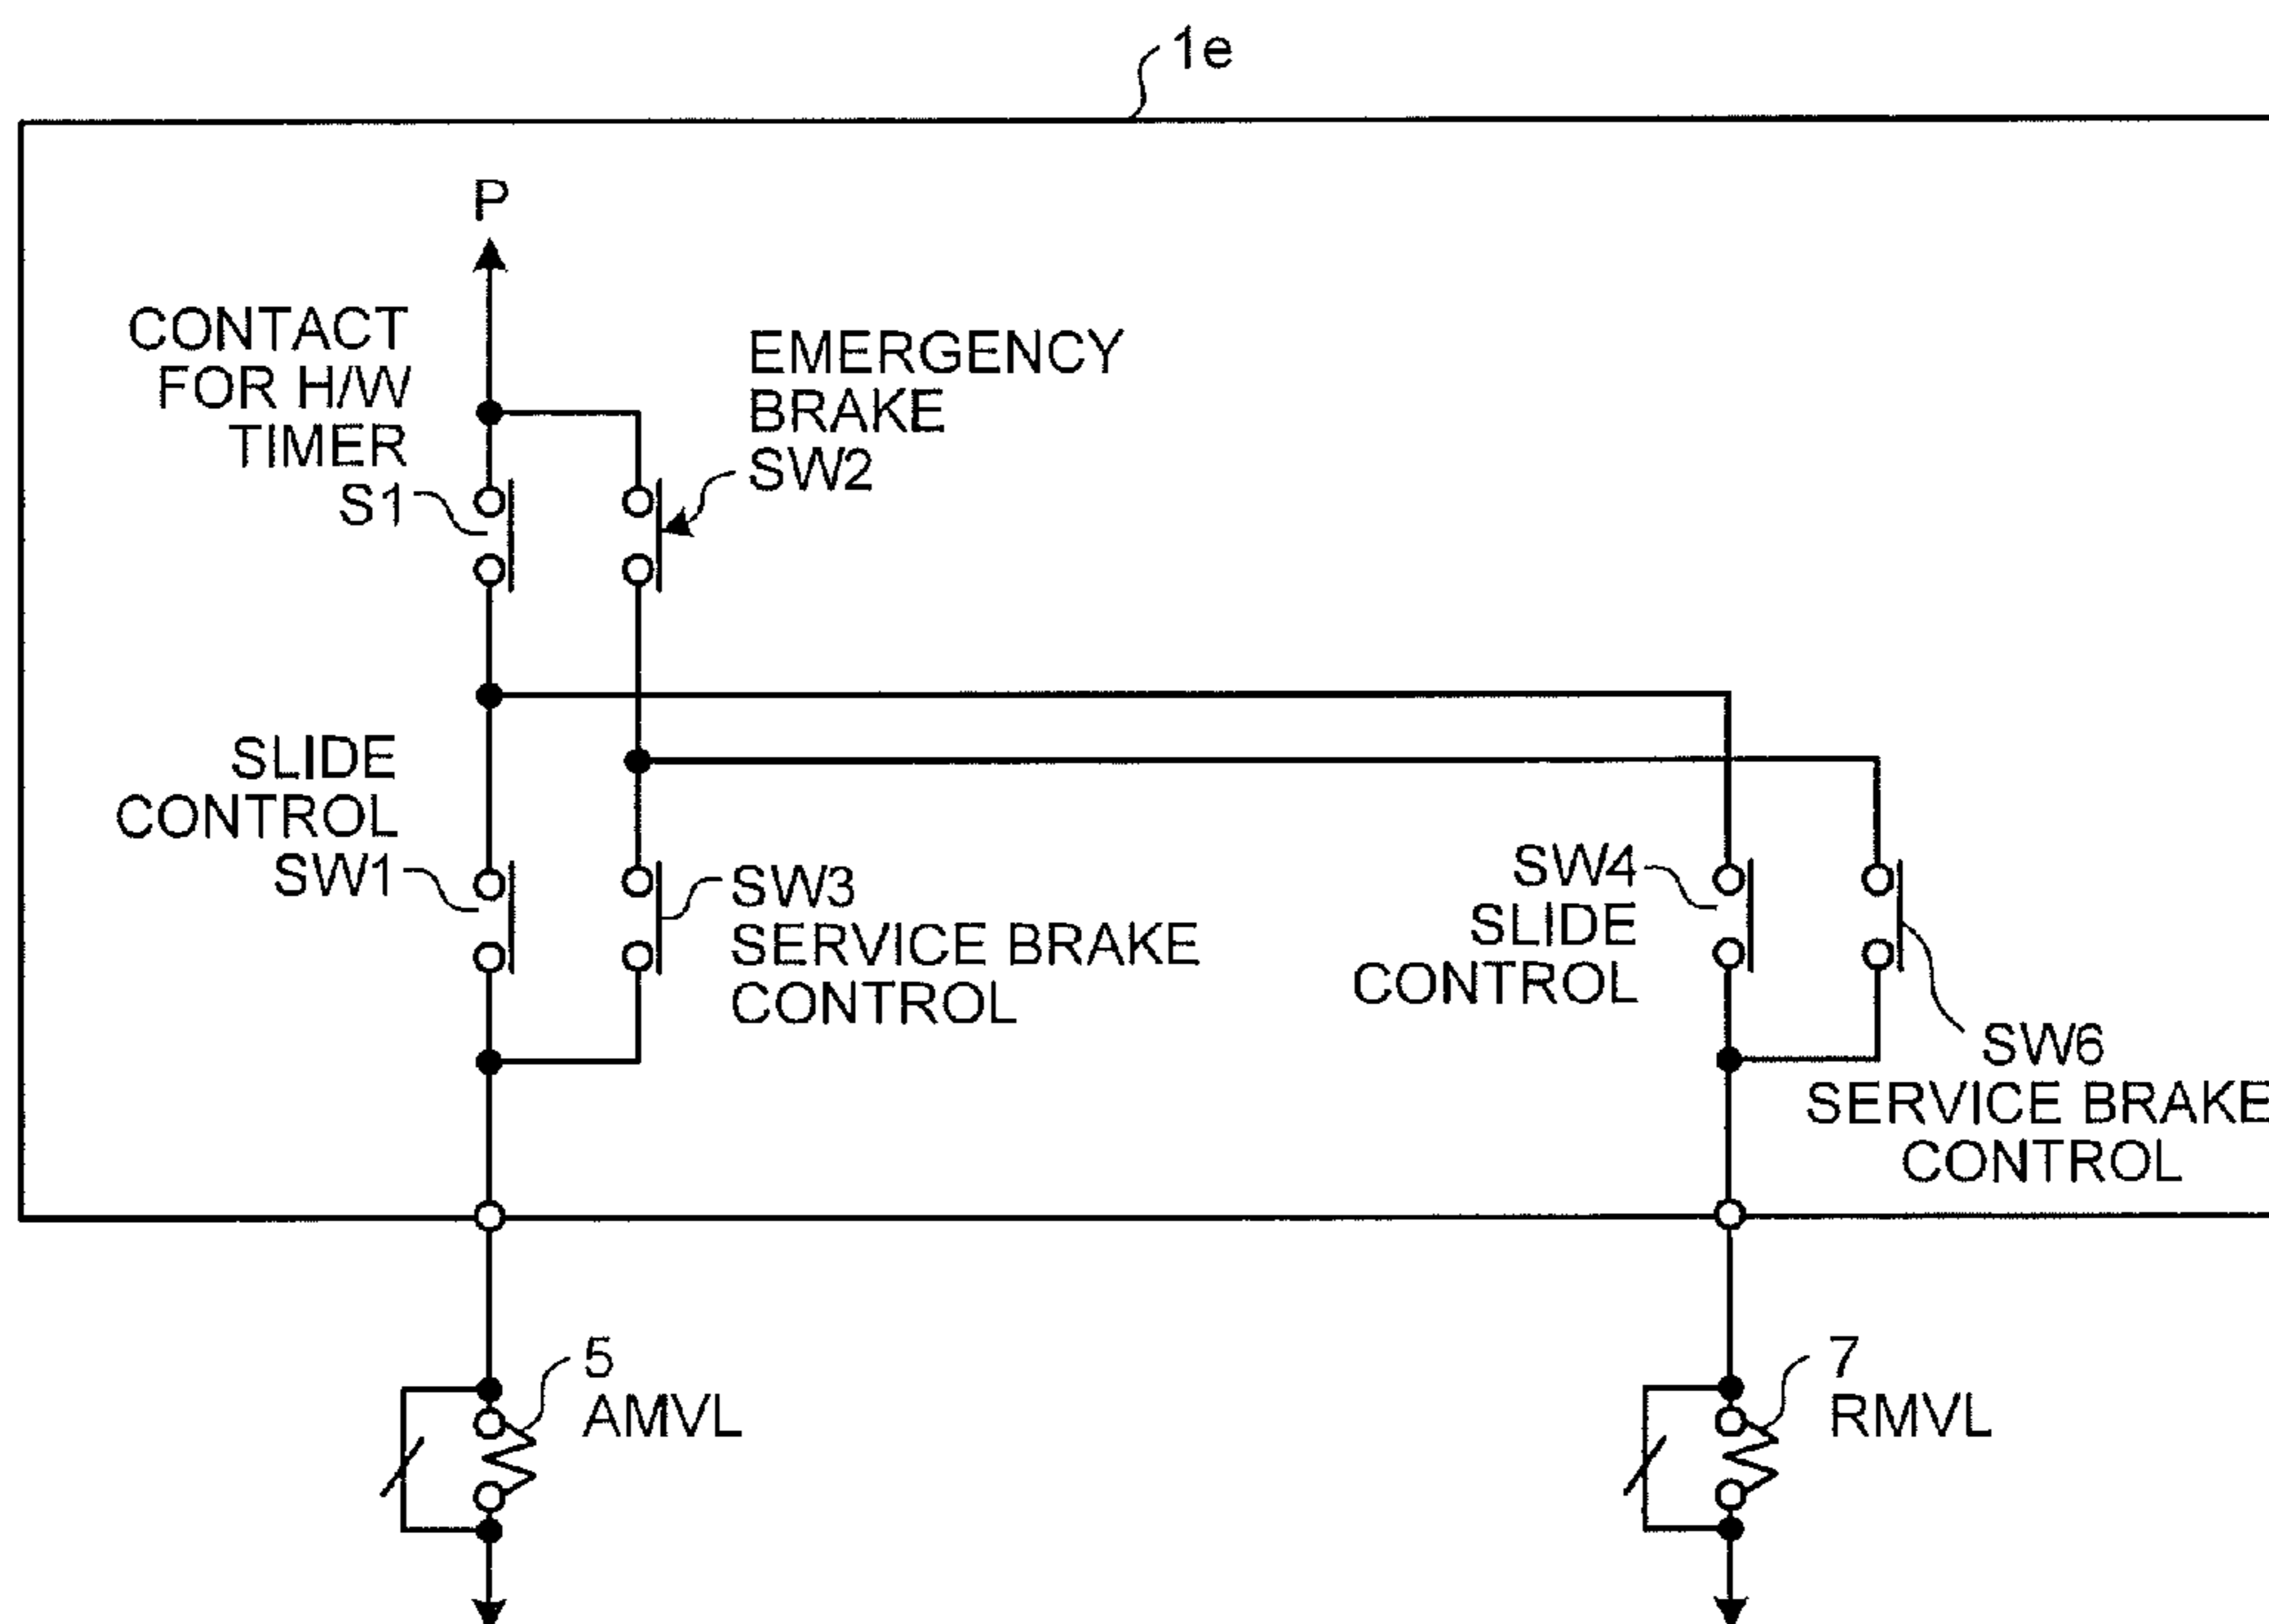 1e
P
CONTACT
FOR H/W
TIMER
S1
EMERGENCY
BRAKE
SW2
SLIDE
CONTROL
SW1
SW3
SERVICE BRAKE
CONTROL
SW4
SLIDE
CONTROL
SW6
SERVICE BRAKE
CONTROL
5
AMVL
7
RMVL